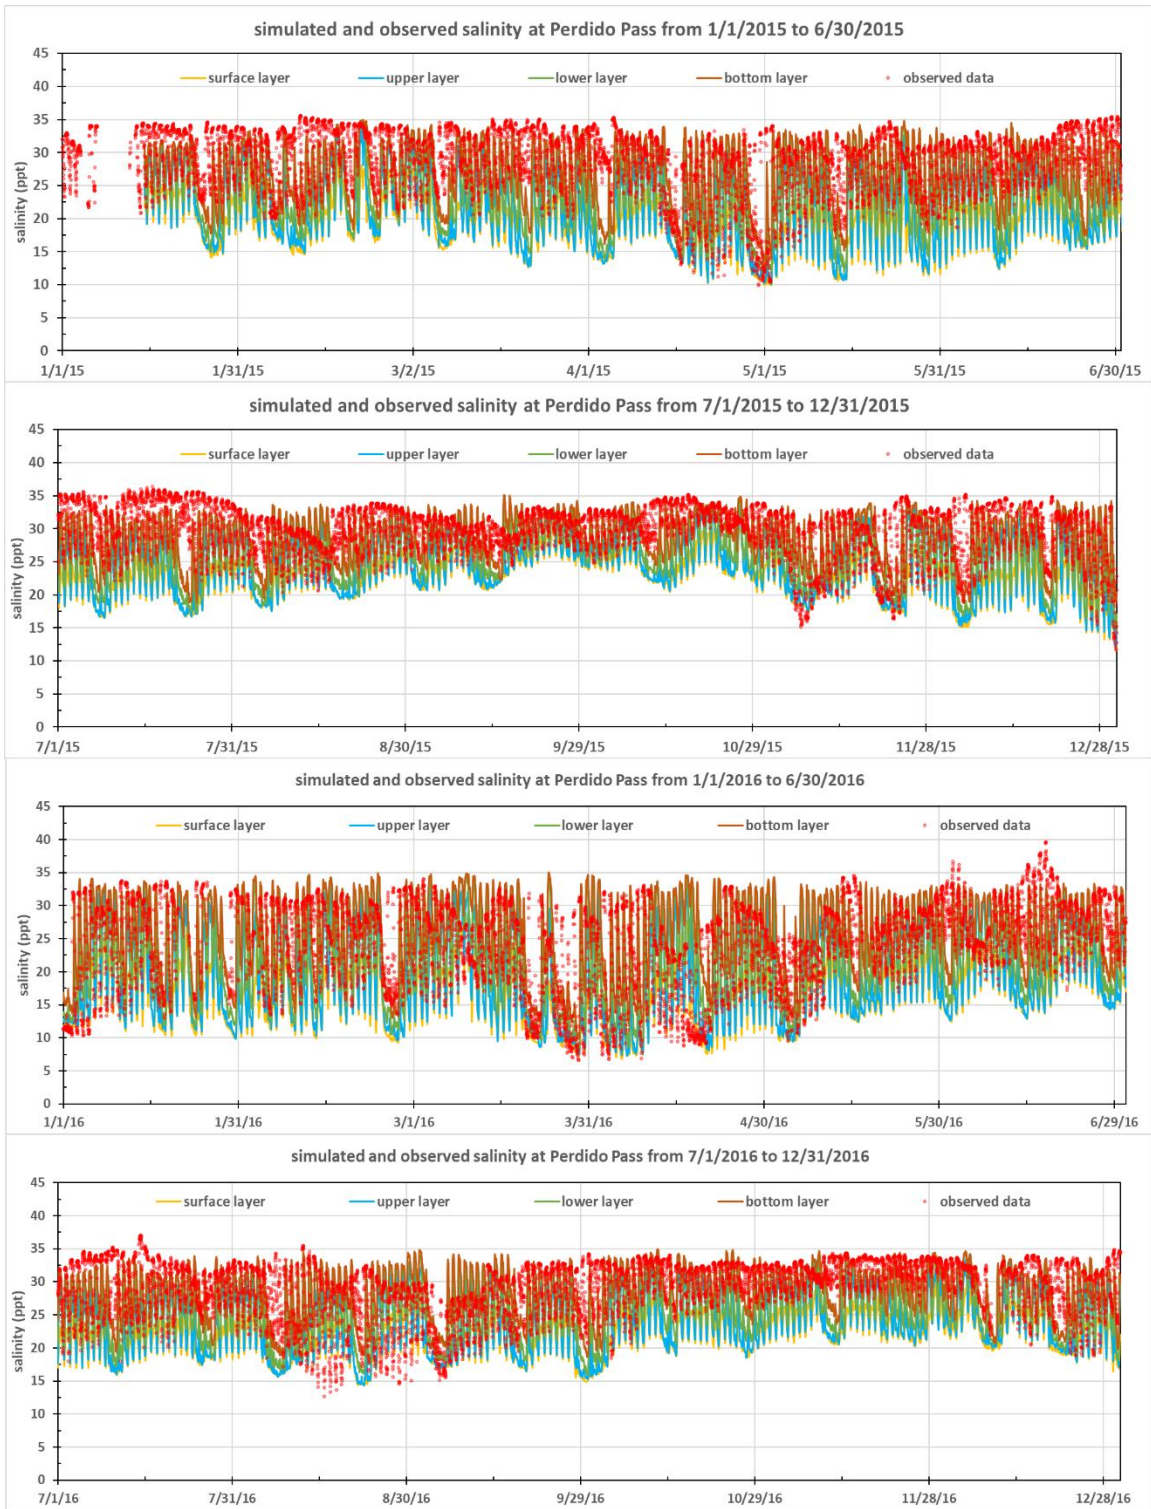 simulated and observed salinity at Perdido Pass from 1/1/2015 to 6/30/2015
surface layer upper layer lower layer bottom layer observed data
salinity (ppt)
45
40
35
30
25
20
15
10
5
0
1/1/15 1/31/15 3/2/15 4/1/15 5/1/15 5/31/15 6/30/15
simulated and observed salinity at Perdido Pass from 7/1/2015 to 12/31/2015
surface layer upper layer lower layer bottom layer observed data
salinity (ppt)
45
40
35
30
25
20
15
10
5
0
7/1/15 7/31/15 8/30/15 9/29/15 10/29/15 11/28/15 12/28/15
simulated and observed salinity at Perdido Pass from 1/1/2016 to 6/30/2016
surface layer upper layer lower layer bottom layer observed data
salinity (ppt)
45
40
35
30
25
20
15
10
5
0
1/1/16 1/31/16 3/1/16 3/31/16 4/30/16 5/30/16 6/29/16
simulated and observed salinity at Perdido Pass from 7/1/2016 to 12/31/2016
surface layer upper layer lower layer bottom layer observed data
salinity (ppt)
45
40
35
30
25
20
15
10
5
0
7/1/16 7/31/16 8/30/16 9/29/16 10/29/16 11/28/16 12/28/16